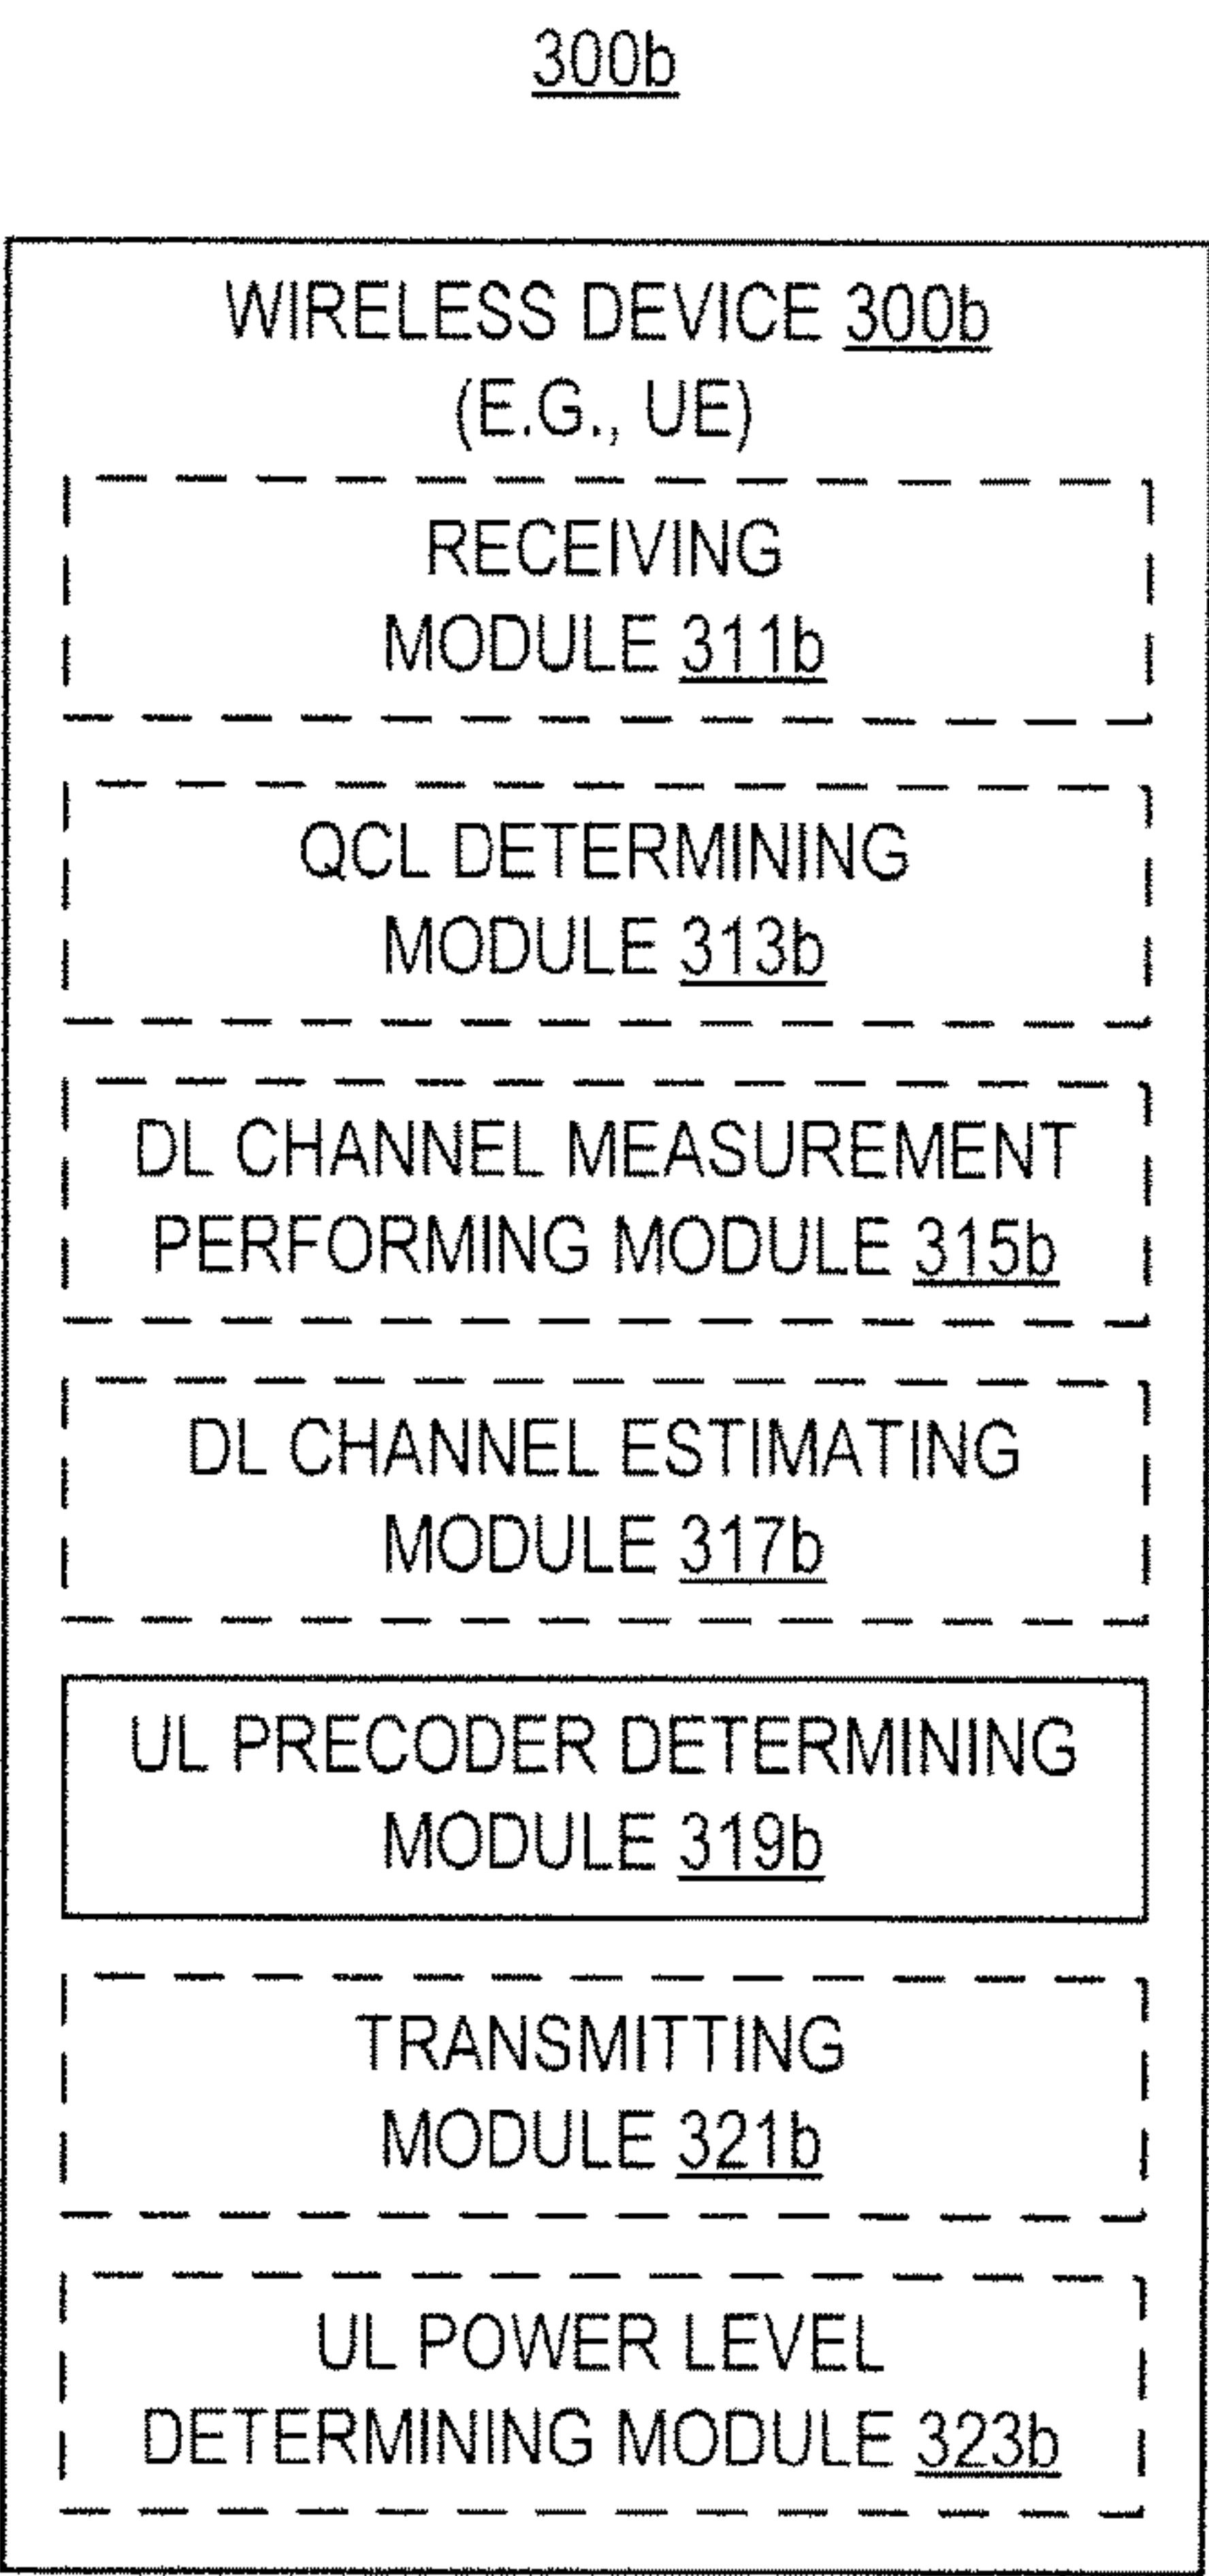 300b
WIRELESS DEVICE 300b
(E.G., UE)
RECEIVING
MODULE 311b
QCL DETERMINING
MODULE 313b
DL CHANNEL MEASUREMENT
PERFORMING MODULE 315b
DL CHANNEL ESTIMATING
MODULE 317b
UL PRECODER DETERMINING
MODULE 319b
TRANSMITTING
MODULE 321b
UL POWER LEVEL
DETERMINING MODULE 323b